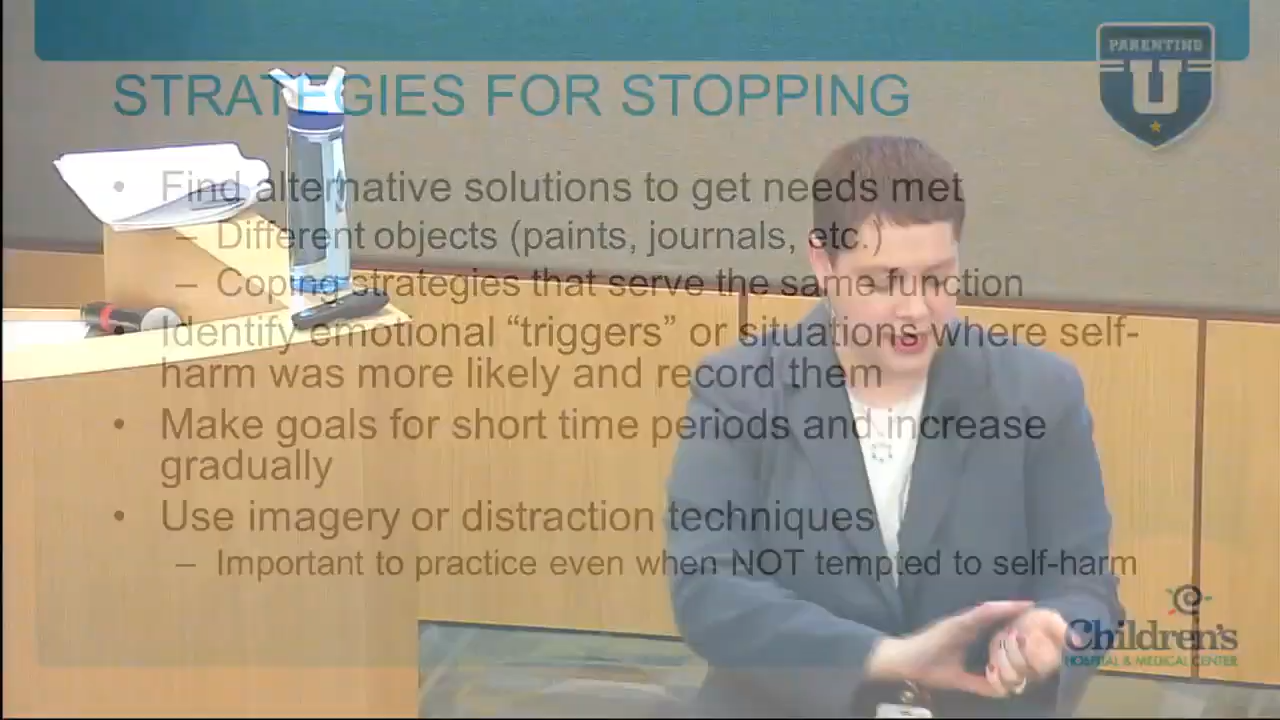 PARENTING
U
STRATEGIES FOR STOPPING
• Find alternative solutions to get needs met
– Different objects (paints, journals, etc.)
– Coping strategies that serve the same function
• Identify emotional “triggers” or situations where self-
harm was more likely and record them
• Make goals for short time periods and increase
gradually
• Use imagery or distraction techniques
– Important to practice even when NOT tempted to self-harm
Children's
HOSPITAL & MEDICAL CENTER